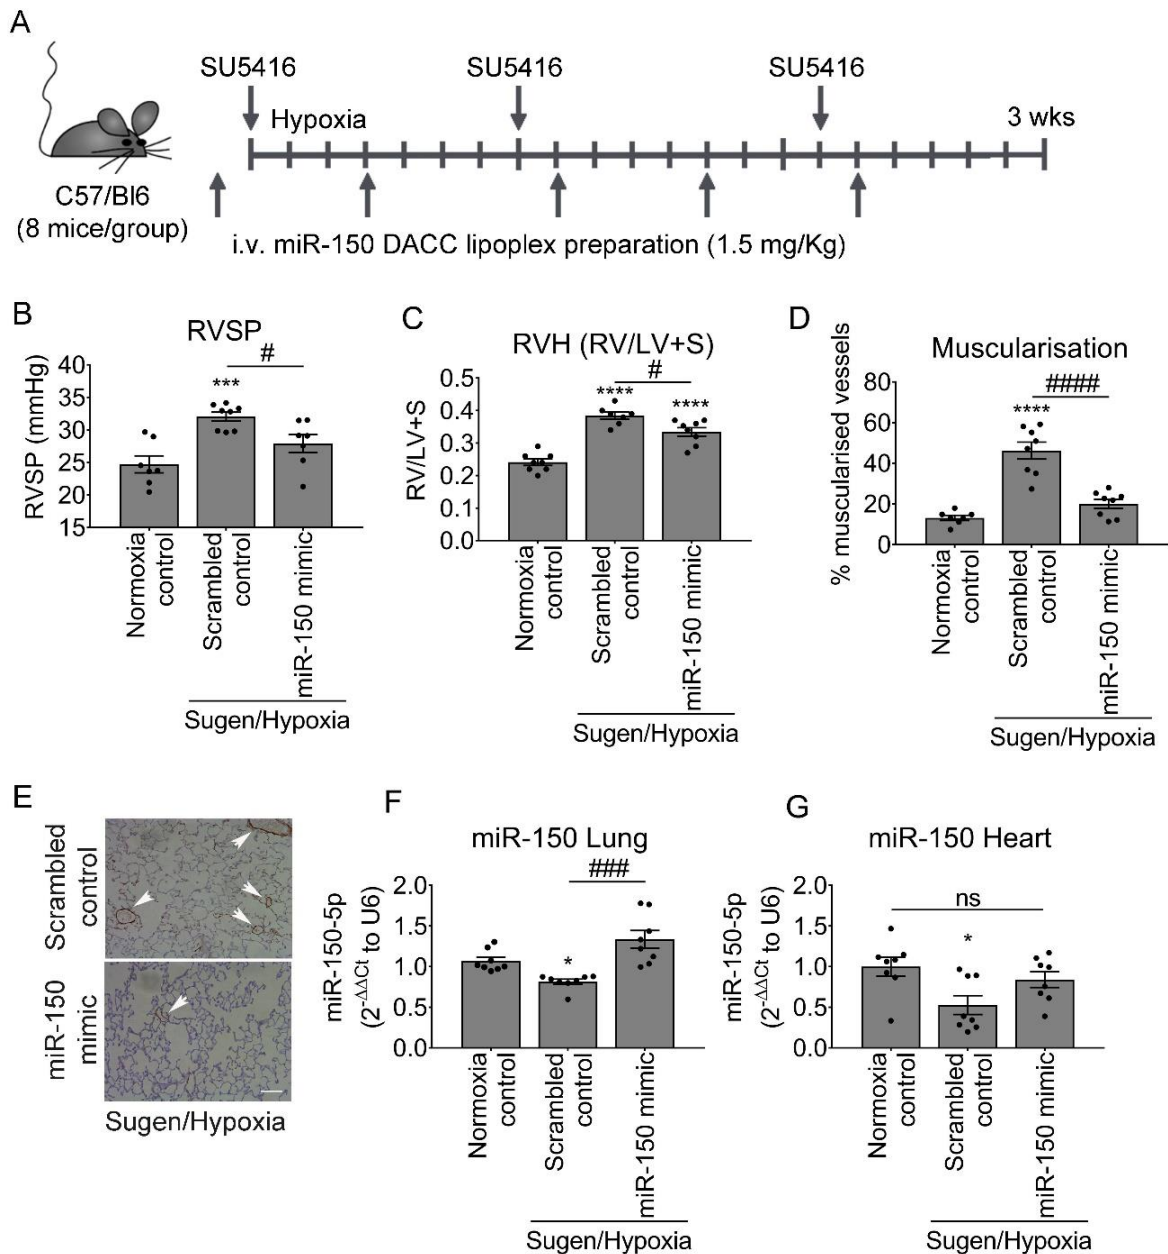 A
SU5416 SU5416 SU5416
Hypoxia 3 wks
C57/Bl6
(8 mice/group)
i.v. miR-150 DACC lipoplex preparation (1.5 mg/Kg)
B
RVSP
RVSP (mmHg)
40
35
30
25
20
15
***
#
Normoxia
control
Scrambled
control
miR-150 mimic
Sugen/Hypoxia
C
RVH (RV/LV+S)
RV/LV+S
0.5
0.4
0.3
0.2
0.1
0.0
****
#
****
Normoxia
control
Scrambled
control
miR-150 mimic
Sugen/Hypoxia
D
Muscularisation
% muscularised vesssels
80
60
40
20
0
****
####
Normoxia
control
Scrambled
control
miR-150 mimic
Sugen/Hypoxia
E
Scrambled
control
miR-150
mimic
Sugen/Hypoxia
F
miR-150 Lung
miR-150-5p
(2-ΔΔCt to U6)
2.0
1.5
1.0
0.5
0.0
*
###
Normoxia
control
Scrambled
control
miR-150 mimic
Sugen/Hypoxia
G
miR-150 Heart
miR-150-5p
(2-ΔΔCt to U6)
2.0
1.5
1.0
0.5
0.0
ns
*
Normoxia
control
Scrambled
control
miR-150 mimic
Sugen/Hypoxia